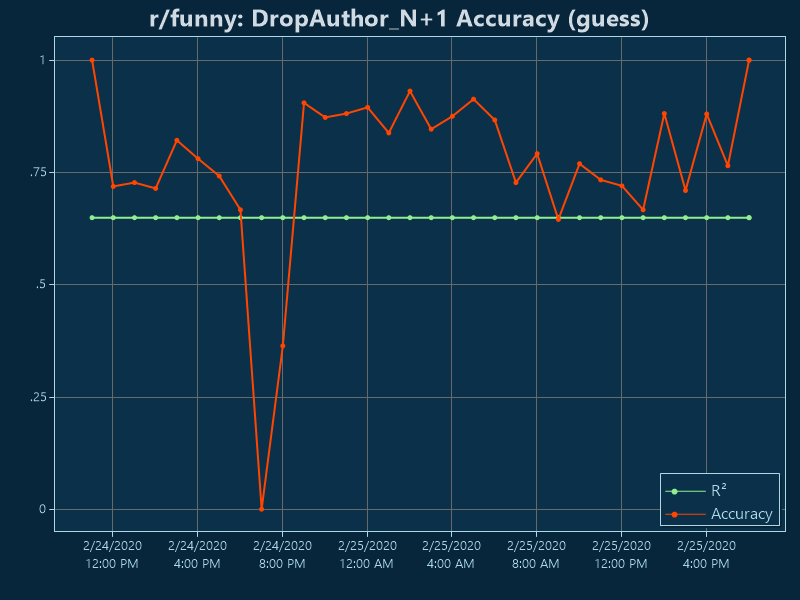 r/funny: DropAuthor_N+1 Accuracy (guess)
1
.75
.5
.25
0
R²
Accuracy
2/24/2020 2/24/2020 2/24/2020 2/25/2020 2/25/2020 2/25/2020 2/25/2020 2/25/2020
12:00 PM 4:00 PM 8:00 PM 12:00 AM 4:00 AM 8:00 AM 12:00 PM 4:00 PM